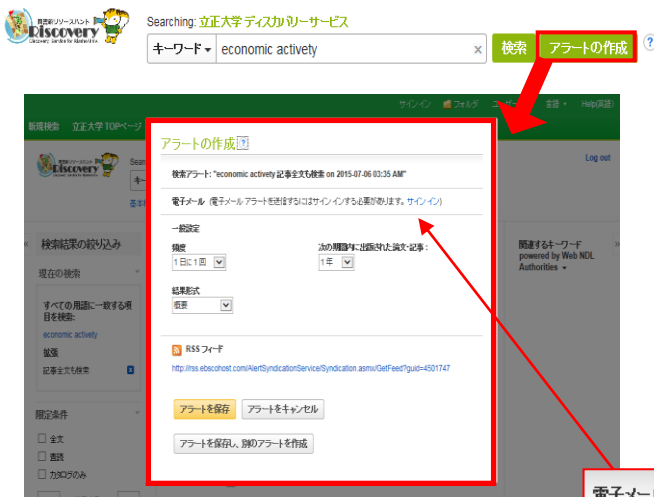 Riscovery
Discovery Service for Rissho Univ.
Searching: 立正大学ディスカバリーサービス
キーワード economic activety × 検索 アラートの作成 ?
サインイン フォルダ 言語 Help(英語)
新規検索 立正大学TOPページ
アラートの作成 ?
Log out
検索アラート: "economic activety 記事全文も検索 on 2015-07-06 03:35 AM"
電子メール (電子メール アラートを送信するにはサインインする必要があります。サインイン)
一般設定
頻度 次の期間内に出版された論文・記事:
1日に1回 1年
結果形式
概要
RSS フィード
http://rss.ebscohost.com/AlertSyndicationService/Syndication.asmx/GetFeed?guid=4501747
アラートを保存 アラートをキャンセル
アラートを保存し、別のアラートを作成
« 検索結果の絞り込み
現在の検索
すべての用語に一致する項
目を検索:
economic activety
拡張
記事全文も検索
限定条件
全文
査読
カタログのみ
関連するキーワード »
powered by Web NDL
Authorities
電子メー